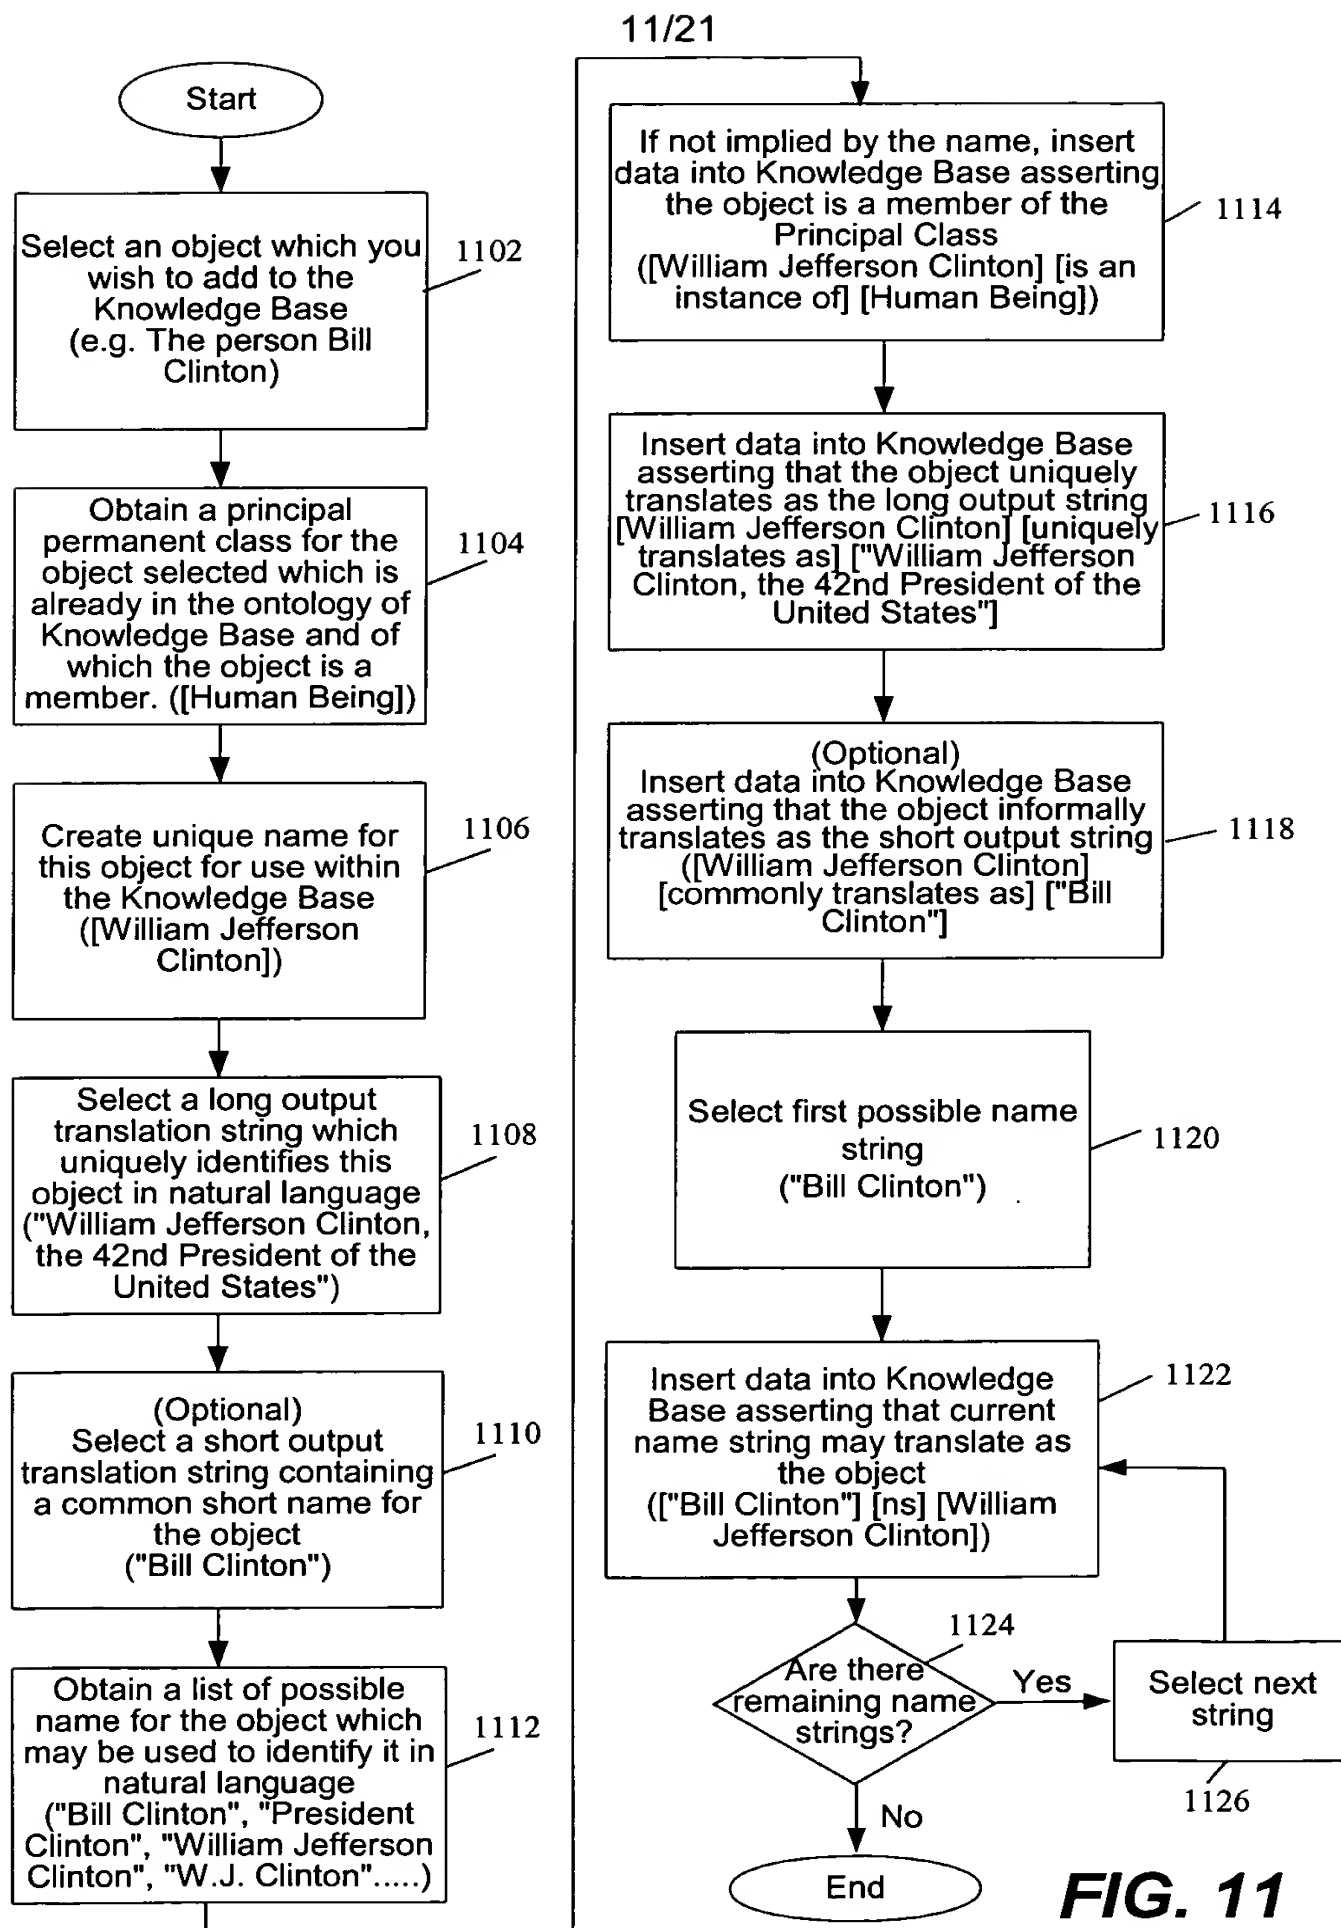 11/21
Start
Select an object which you
wish to add to the
Knowledge Base
(e.g. The person Bill
Clinton)
1102
Obtain a principal
permanent class for the
object selected which is
already in the ontology of
Knowledge Base and of
which the object is a
member. ([Human Being])
1104
Create unique name for
this object for use within
the Knowledge Base
([William Jefferson
Clinton])
1106
Select a long output
translation string which
uniquely identifies this
object in natural language
("William Jefferson Clinton,
the 42nd President of the
United States")
1108
(Optional)
Select a short output
translation string containing
a common short name for
the object
("Bill Clinton")
1110
Obtain a list of possible
name for the object which
may be used to identify it in
natural language
("Bill Clinton", "President
Clinton", "William Jefferson
Clinton", "W.J. Clinton".....)
1112
If not implied by the name, insert
data into Knowledge Base asserting
the object is a member of the
Principal Class
([William Jefferson Clinton] [is an
instance of] [Human Being])
1114
Insert data into Knowledge Base
asserting that the object uniquely
translates as the long output string
[William Jefferson Clinton] [uniquely
translates as] ["William Jefferson
Clinton, the 42nd President of the
United States"]
1116
(Optional)
Insert data into Knowledge Base
asserting that the object informally
translates as the short output string
([William Jefferson Clinton]
[commonly translates as] ["Bill
Clinton"]
1118
Select first possible name
string
("Bill Clinton")
1120
Insert data into Knowledge
Base asserting that current
name string may translate as
the object
(["Bill Clinton"] [ns] [William
Jefferson Clinton])
1122
Are there
remaining name
strings?
1124
Yes
Select next
string
1126
No
End
FIG. 11